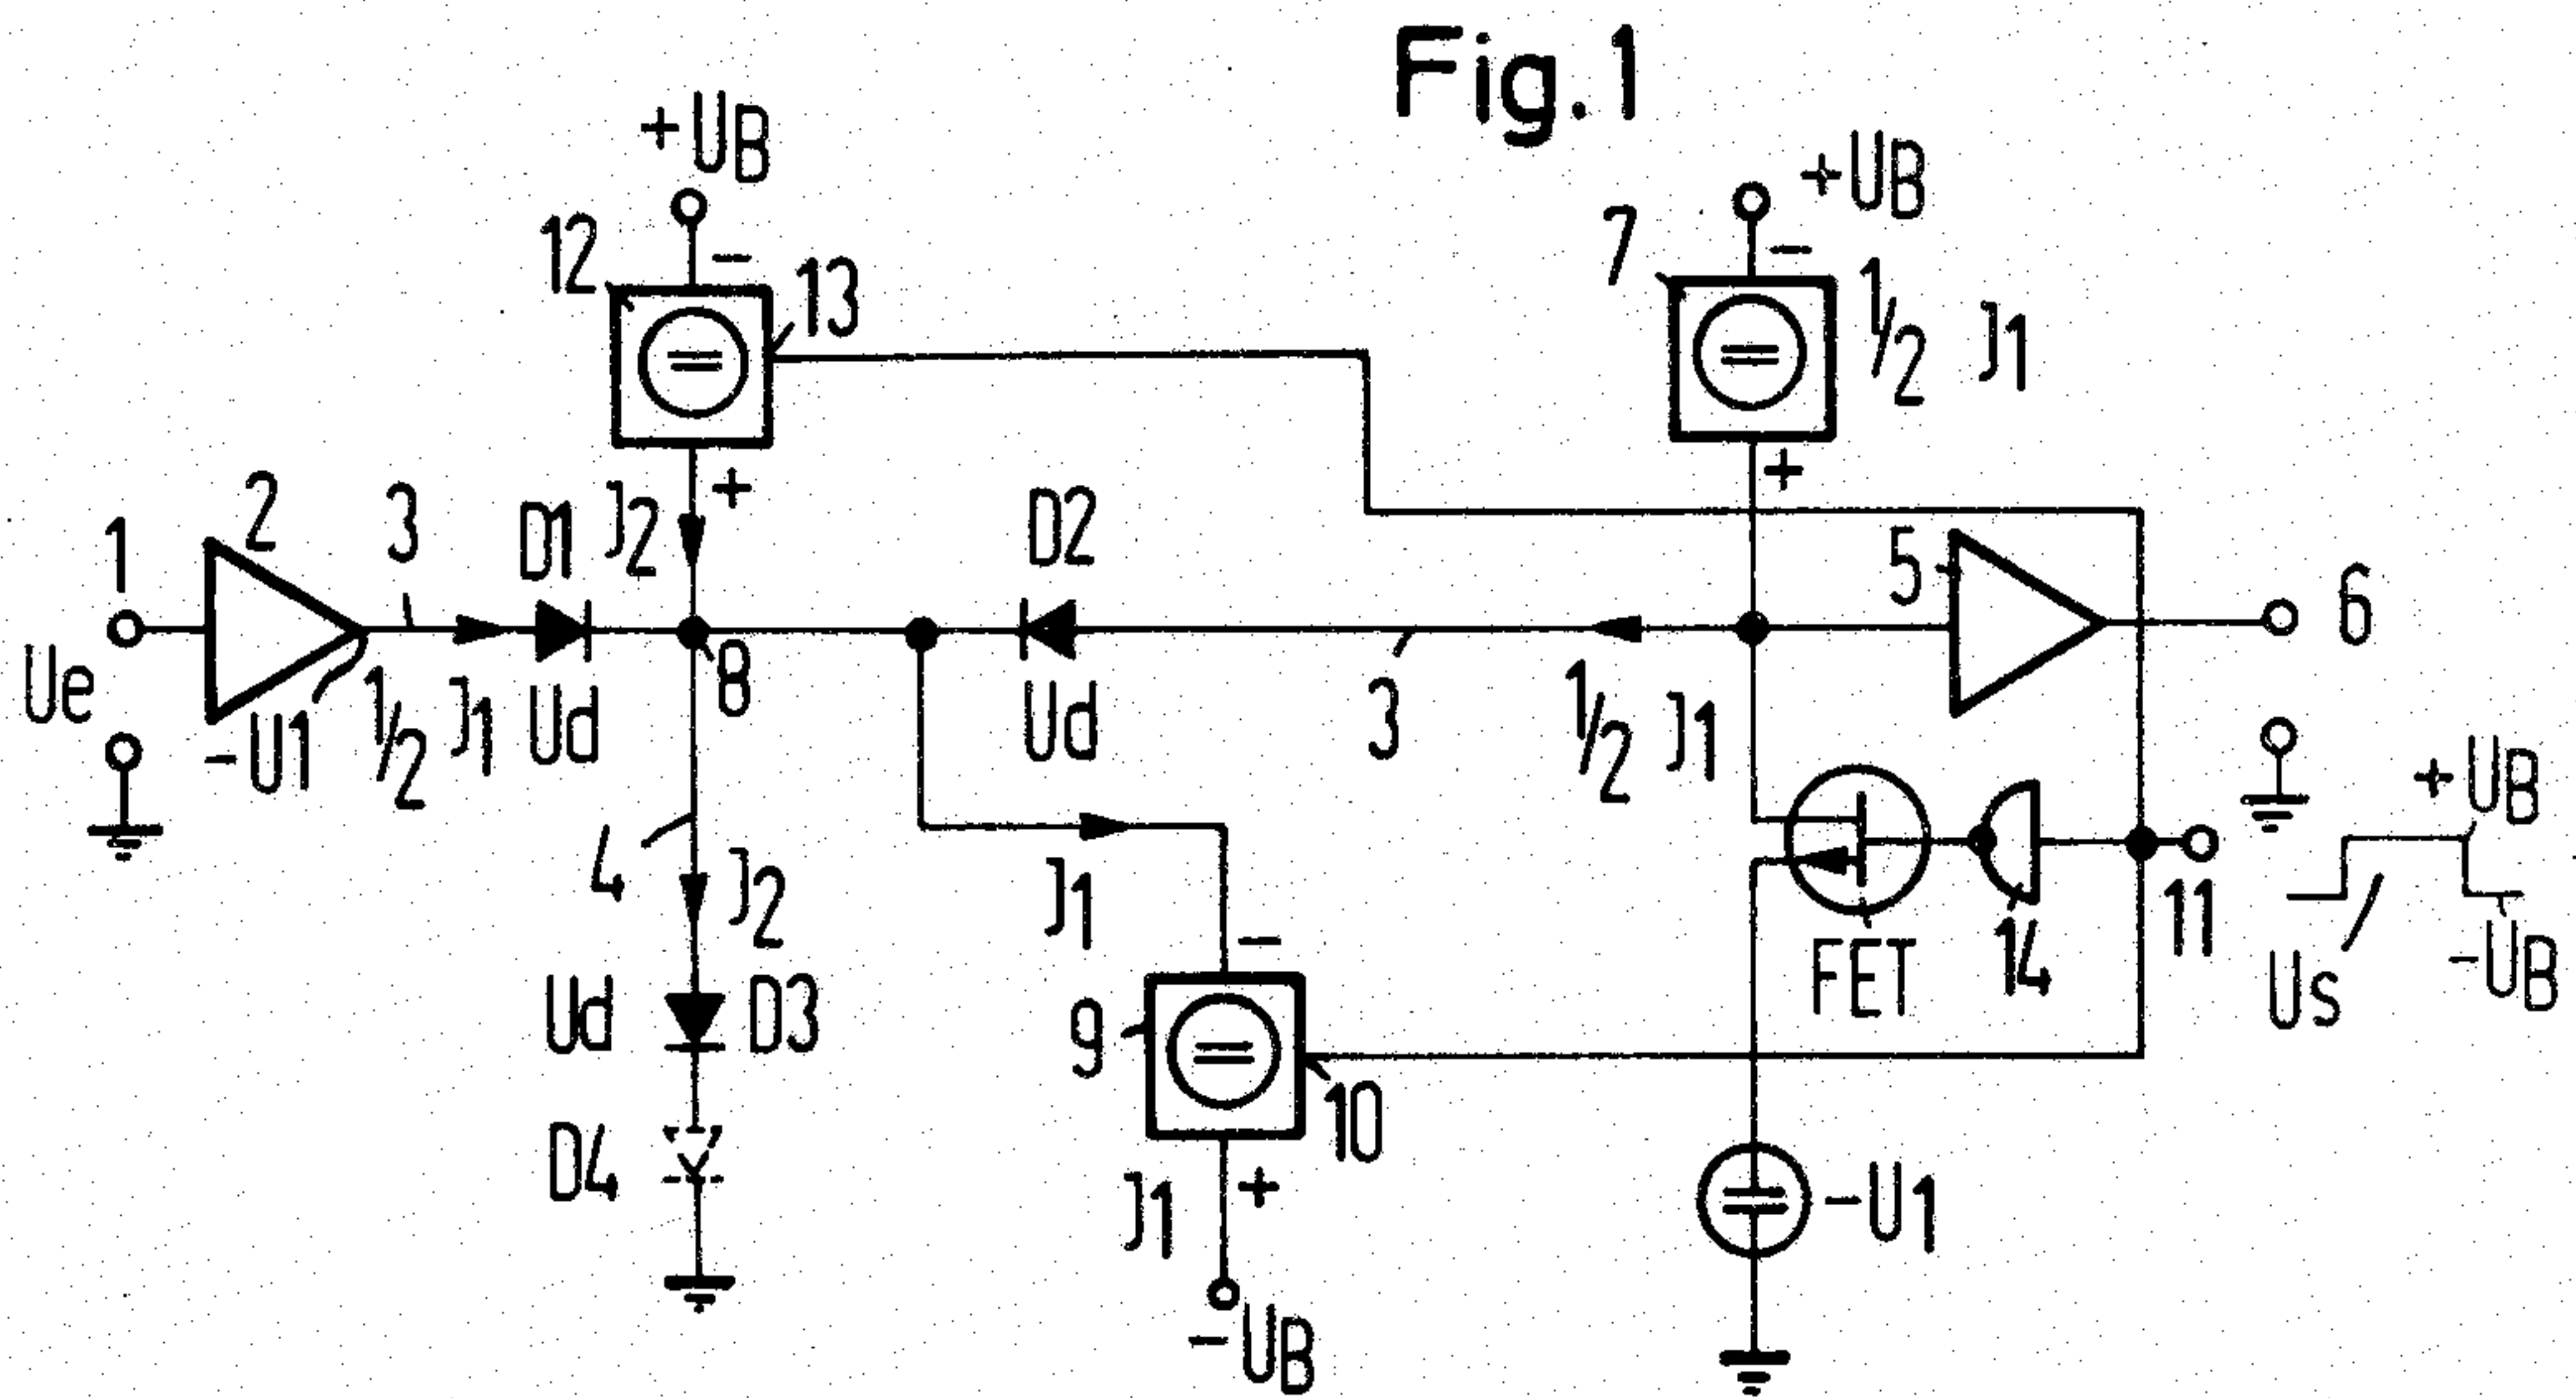 Fig.1
+UB
+UB
12
13
7
1/2 J1
-
-
+
+
1
2
3
D1
J2
D2
5
6
Ue
-U1
1/2 J1
Ud
8
Ud
3
1/2 J1
4
J2
J1
FET
14
11
Us
+UB
-UB
Ud
D3
9
-
10
D4
J1
+
-U1
-UB